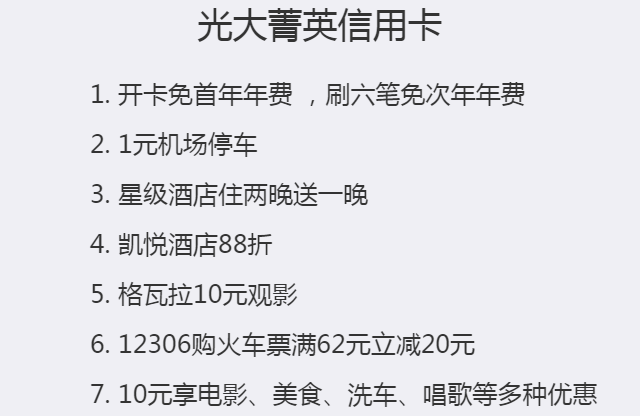 光大菁英信用卡
1. 开卡免首年年费 ，刷六笔免次年年费
2. 1元机场停车
3. 星级酒店住两晚送一晚
4. 凯悦酒店88折
5. 格瓦拉10元观影
6. 12306购火车票满62元立减20元
7. 10元享电影、美食、洗车、唱歌等多种优惠